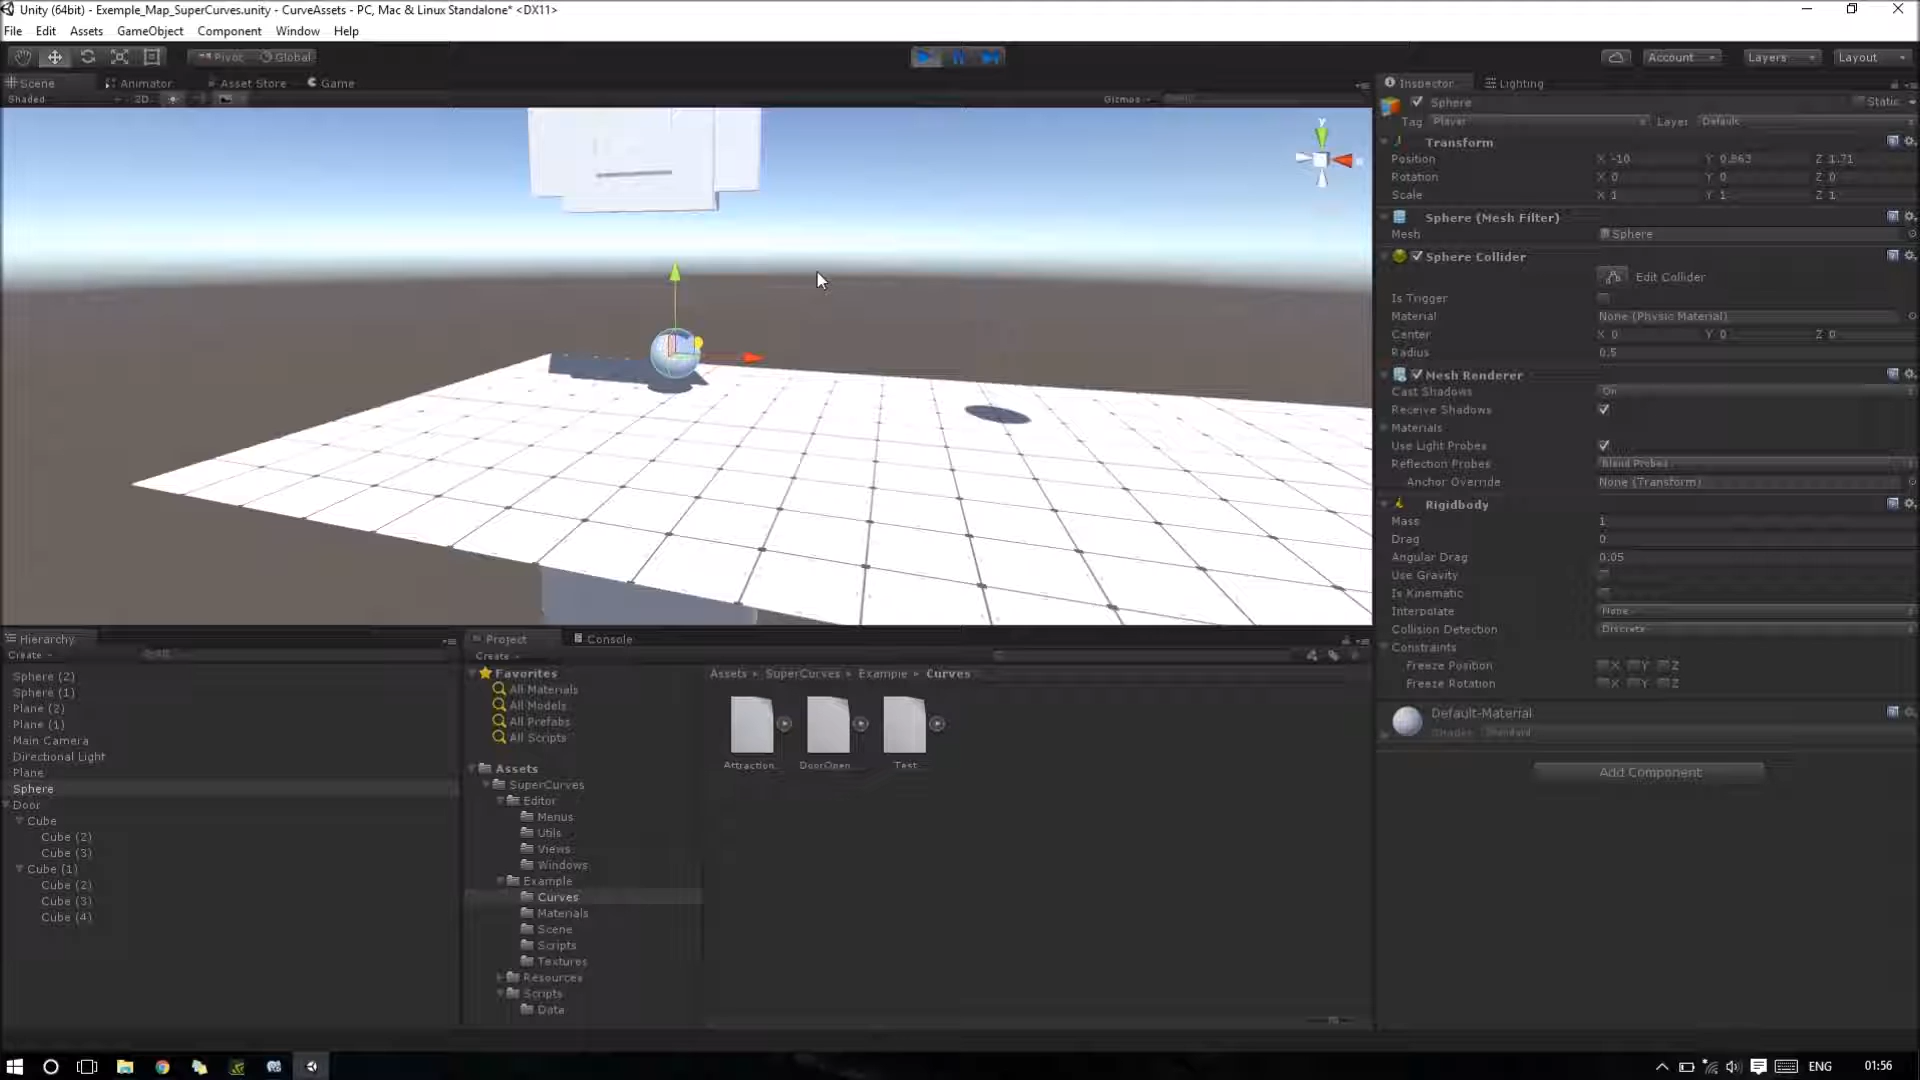 Unity (64bit) - Exemple_Map_SuperCurves.unity - CurveAssets - PC, Mac & Linux Standalone* <DX11>
File Edit Assets GameObject Component Window Help
Pivot Global Account Layers Layout
Scene Animator Asset Store Game
Shaded 2D Gizmos
y
Inspector Lighting
Sphere Static
Tag Player Layer Default
Transform
Position X -10 Y 0.863 Z 1.71
Rotation X 0 Y 0 Z 0
Scale X 1 Y 1 Z 1
Sphere (Mesh Filter)
Mesh Sphere
Sphere Collider
Edit Collider
Is Trigger
Material None (Physic Material)
Center X 0 Y 0 Z 0
Radius 0.5
Mesh Renderer
Cast Shadows On
Receive Shadows
Materials
Use Light Probes
Reflection Probes Blend Probes
Anchor Override None (Transform)
Rigidbody
Mass 1
Drag 0
Angular Drag 0.05
Use Gravity
Is Kinematic
Interpolate None
Collision Detection Discrete
Constraints
Freeze Position X Y Z
Freeze Rotation X Y Z
Default-Material
Shader Standard
Add Component
Hierarchy
Create
Sphere (2)
Sphere (1)
Plane (2)
Plane (1)
Main Camera
Directional Light
Plane
Sphere
Door
Cube
Cube (2)
Cube (3)
Cube (1)
Cube (2)
Cube (3)
Cube (4)
Project Console
Create
Favorites
All Materials
All Models
All Prefabs
All Scripts
Assets
SuperCurves
Editor
Menus
Utils
Views
Windows
Example
Curves
Materials
Scene
Scripts
Textures
Resources
Scripts
Data
Assets SuperCurves Example Curves
Attraction... DoorOpen... Test
ENG 01:56